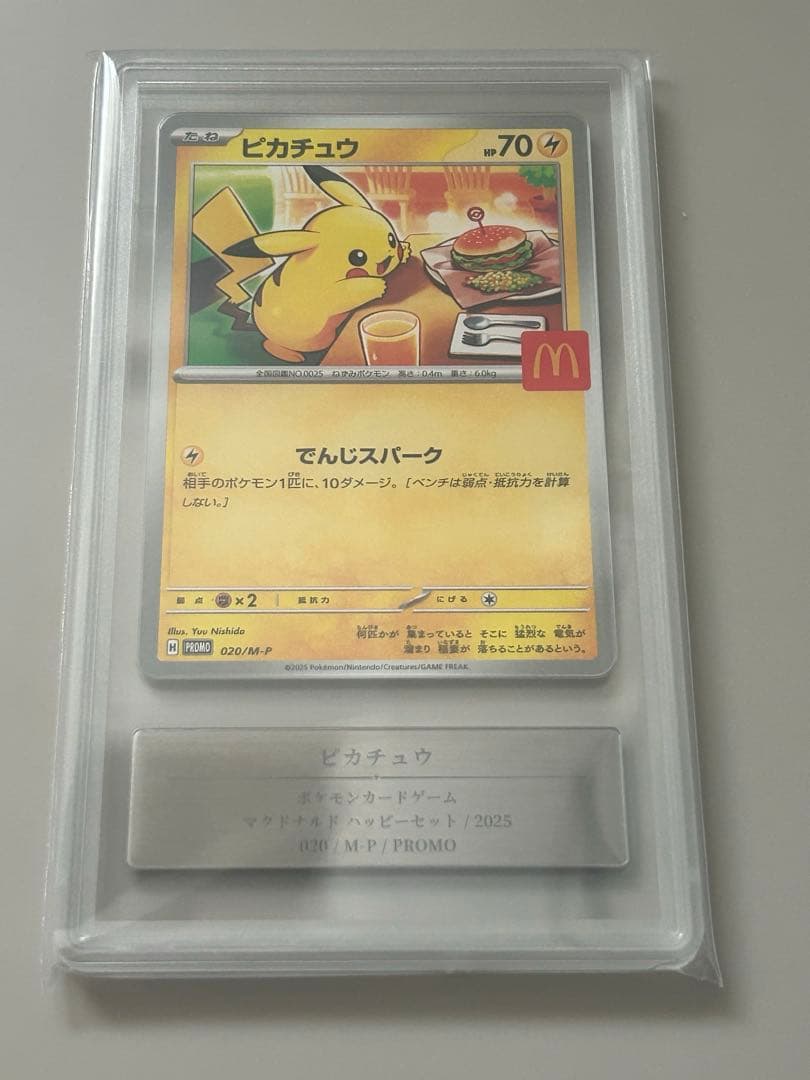 たね ピカチュウ HP70
M
全国図鑑NO.0025 ねずみポケモン 高さ:0.4m 重さ:6.0kg
でんじスパーク
相手のポケモン1匹に、10ダメージ。[ベンチは弱点・抵抗力を計算
しない。]
弱点 ×2 抵抗力 にげる
Illus. Yuu Nishida
何匹かが 集まっていると そこに 猛烈な 電気が
溜まり 稲妻が 落ちることがあるという。
H PROMO 020/M-P
©2025 Pokémon/Nintendo/Creatures/GAME FREAK.
ピカチュウ
ポケモンカードゲーム
マクドナルド ハッピーセット / 2025
020 / M-P / PROMO